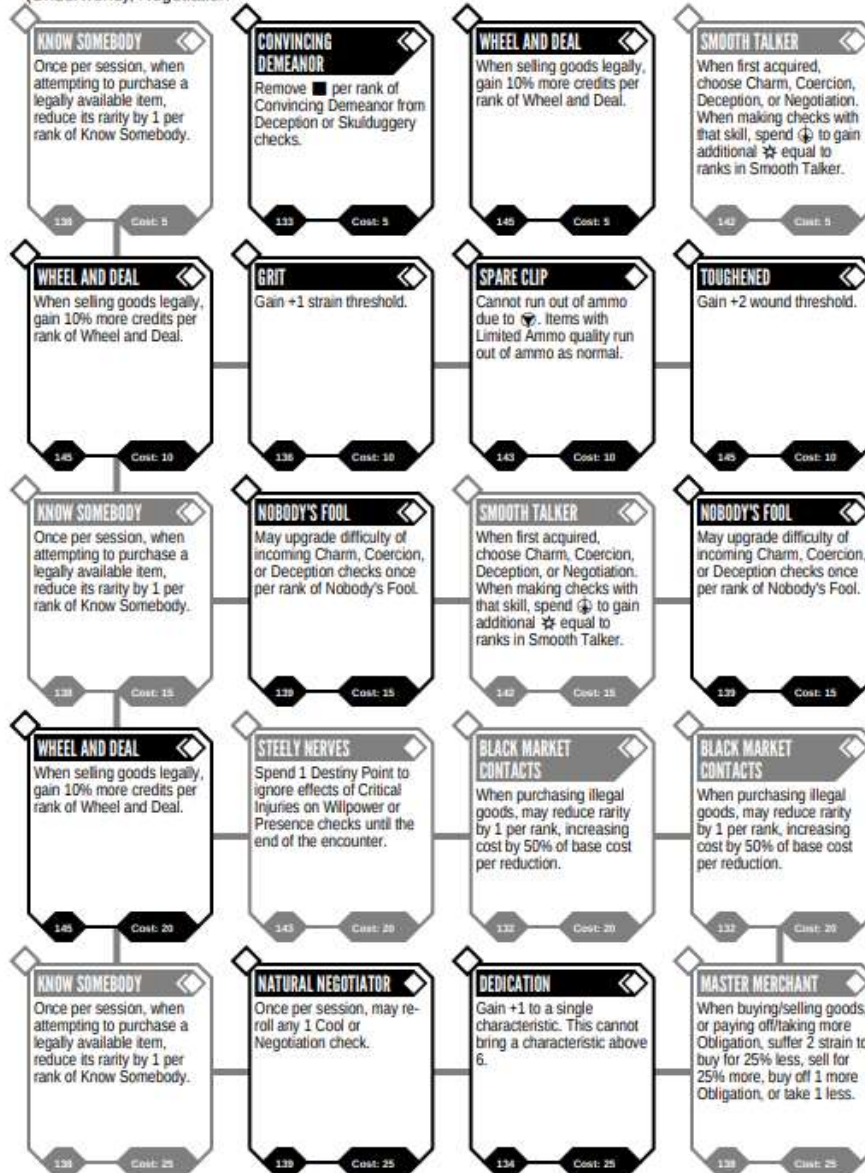 KNOW SOMEBODY
Once per session, when
attempting to purchase a
legally available item,
reduce its rarity by 1 per
rank of Know Somebody.
138 Cost: 5
CONVINCING
DEMEANOR
Remove ■ per rank of
Convincing Demeanor from
Deception or Skulduggery
checks.
133 Cost: 5
WHEEL AND DEAL
When selling goods legally,
gain 10% more credits per
rank of Wheel and Deal.
145 Cost: 5
SMOOTH TALKER
When first acquired,
choose Charm, Coercion,
Deception, or Negotiation.
When making checks with
that skill, spend to gain
additional equal to
ranks in Smooth Talker.
142 Cost: 5
WHEEL AND DEAL
When selling goods legally,
gain 10% more credits per
rank of Wheel and Deal.
145 Cost: 10
GRIT
Gain +1 strain threshold.
136 Cost: 10
SPARE CLIP
Cannot run out of ammo
due to . Items with
Limited Ammo quality run
out of ammo as normal.
143 Cost: 10
TOUGHENED
Gain +2 wound threshold.
145 Cost: 10
KNOW SOMEBODY
Once per session, when
attempting to purchase a
legally available item,
reduce its rarity by 1 per
rank of Know Somebody.
138 Cost: 15
NOBODY'S FOOL
May upgrade difficulty of
incoming Charm, Coercion,
or Deception checks once
per rank of Nobody's Fool.
139 Cost: 15
SMOOTH TALKER
When first acquired,
choose Charm, Coercion,
Deception, or Negotiation.
When making checks with
that skill, spend to gain
additional equal to
ranks in Smooth Talker.
142 Cost: 15
NOBODY'S FOOL
May upgrade difficulty of
incoming Charm, Coercion,
or Deception checks once
per rank of Nobody's Fool.
139 Cost: 15
WHEEL AND DEAL
When selling goods legally,
gain 10% more credits per
rank of Wheel and Deal.
145 Cost: 20
STEELY NERVES
Spend 1 Destiny Point to
ignore effects of Critical
Injuries on Willpower or
Presence checks until the
end of the encounter.
143 Cost: 20
BLACK MARKET
CONTACTS
When purchasing illegal
goods, may reduce rarity
by 1 per rank, increasing
cost by 50% of base cost
per reduction.
132 Cost: 20
BLACK MARKET
CONTACTS
When purchasing illegal
goods, may reduce rarity
by 1 per rank, increasing
cost by 50% of base cost
per reduction.
132 Cost: 20
KNOW SOMEBODY
Once per session, when
attempting to purchase a
legally available item,
reduce its rarity by 1 per
rank of Know Somebody.
138 Cost: 25
NATURAL NEGOTIATOR
Once per session, may re-
roll any 1 Cool or
Negotiation check.
139 Cost: 25
DEDICATION
Gain +1 to a single
characteristic. This cannot
bring a characteristic above
6.
134 Cost: 25
MASTER MERCHANT
When buying/selling goods,
or paying off/taking more
Obligation, suffer 2 strain to
buy for 25% less, sell for
25% more, buy off 1 more
Obligation, or take 1 less.
138 Cost: 25